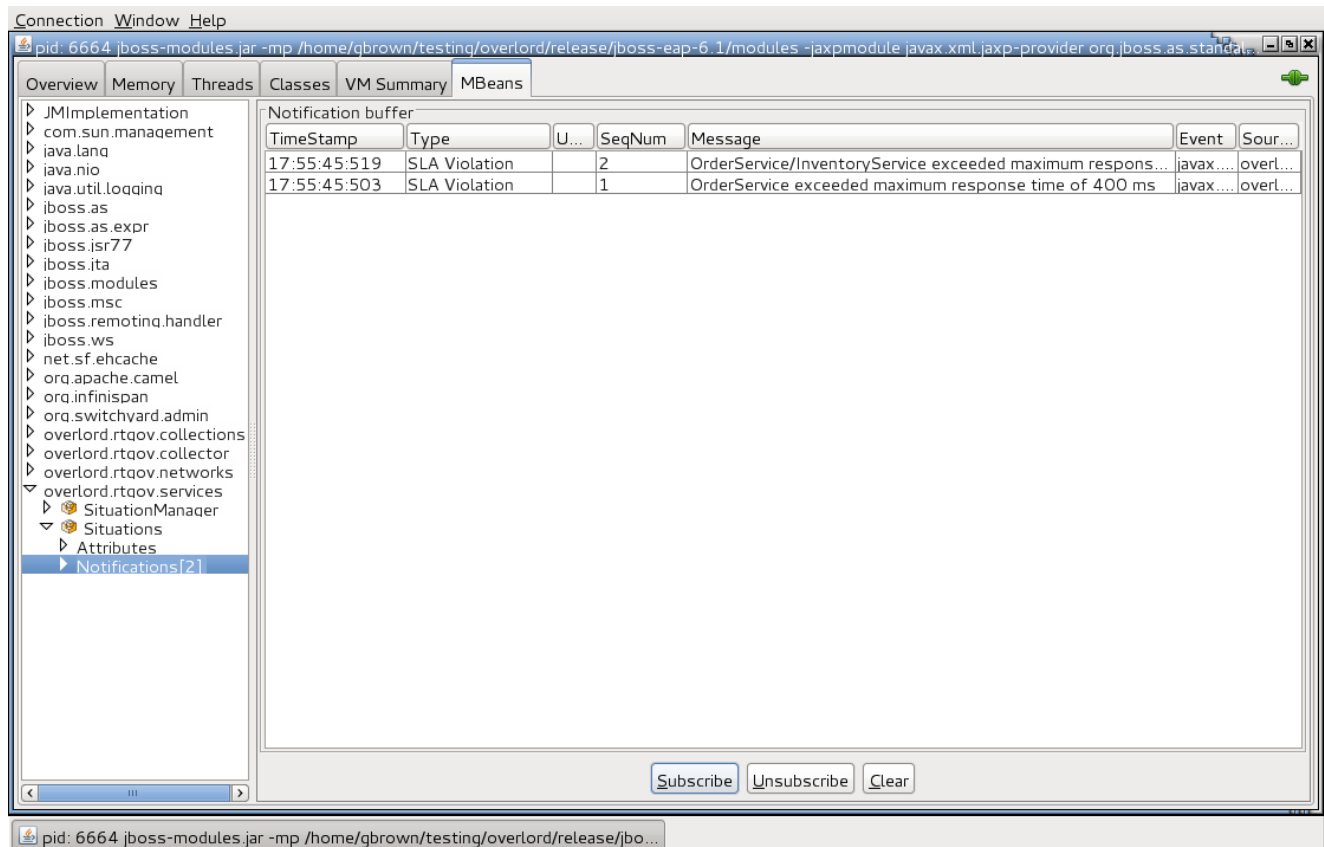 Connection Window Help
pid: 6664 jboss-modules.jar -mp /home/gbrown/testing/overlord/release/jboss-eap-6.1/modules -jaxpmodule javax.xml.jaxp-provider org.jboss.as.standal...
Overview Memory Threads Classes VM Summary MBeans
JMImplementation
com.sun.management
java.lang
java.nio
java.util.logging
jboss.as
jboss.as.expr
jboss.jsr77
jboss.jta
jboss.modules
jboss.msc
jboss.remoting.handler
jboss.ws
net.sf.ehcache
org.apache.camel
org.infinispan
org.switchyard.admin
overlord.rtgov.collections
overlord.rtgov.collector
overlord.rtgov.networks
overlord.rtgov.services
SituationManager
Situations
Attributes
Notifications[2]
Notification buffer
TimeStamp Type U... SeqNum Message Event Sour...
17:55:45:519 SLA Violation 2 OrderService/InventoryService exceeded maximum respons... javax.... overl...
17:55:45:503 SLA Violation 1 OrderService exceeded maximum response time of 400 ms javax.... overl...
Subscribe Unsubscribe Clear
pid: 6664 jboss-modules.jar -mp /home/gbrown/testing/overlord/release/jbo...